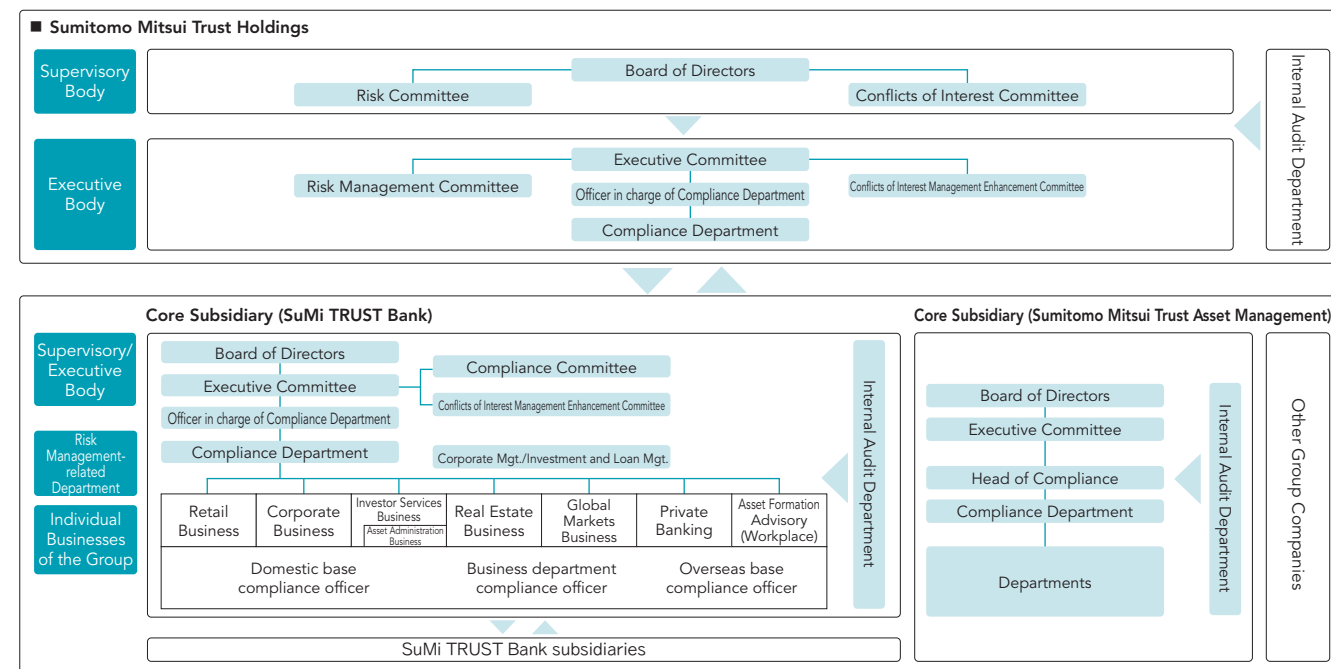 ■ Sumitomo Mitsui Trust Holdings
Supervisory
Body
Board of Directors
Risk Committee
Conflicts of Interest Committee
Internal Audit Department
Executive
Body
Executive Committee
Risk Management Committee
Officer in charge of Compliance Department
Conflicts of Interest Management Enhancement Committee
Compliance Department
Core Subsidiary (SuMi TRUST Bank)
Supervisory/
Executive
Body
Board of Directors
Executive Committee
Compliance Committee
Officer in charge of Compliance Department
Conflicts of Interest Management Enhancement Committee
Risk
Management-
related
Department
Compliance Department
Corporate Mgt./Investment and Loan Mgt.
Individual
Businesses
of the Group
Retail
Business
Corporate
Business
Investor Services
Business
Asset Administration
Business
Real Estate
Business
Global
Markets
Business
Private
Banking
Asset Formation
Advisory
(Workplace)
Domestic base
compliance officer
Business department
compliance officer
Overseas base
compliance officer
Internal Audit Department
SuMi TRUST Bank subsidiaries
Core Subsidiary (Sumitomo Mitsui Trust Asset Management)
Board of Directors
Executive Committee
Head of Compliance
Compliance Department
Departments
Internal Audit Department
Other Group Companies